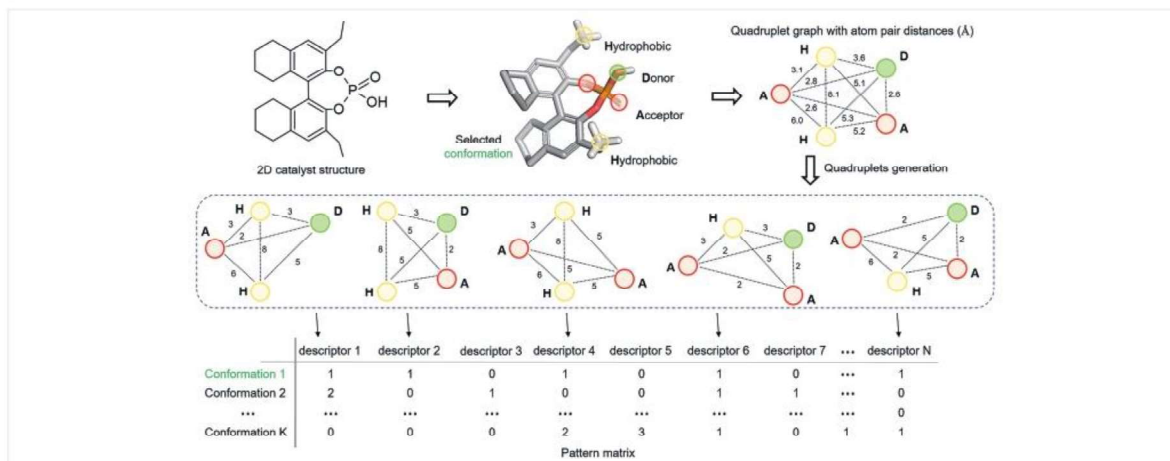 Quadruplet graph with atom pair distances (Å)
O
O
P
O
OH
2D catalyst structure
Hydrophobic
Donor
Acceptor
Selected
conformation
Hydrophobic
H
D
A
A
H
3.6
3.1
2.8
5.1
8.1
2.6
2.6
5.3
6.0
5.2
Quadruplets generation
H
D
A
H
3
3
2
8
5
6
H
D
H
A
3
5
8
2
5
5
H
A
A
H
3
5
8
5
6
5
H
D
A
A
3
3
2
5
2
2
D
A
A
H
2
2
2
5
6
5
descriptor 1 descriptor 2 descriptor 3 descriptor 4 descriptor 5 descriptor 6 descriptor 7 ... descriptor N
Conformation 1 1 1 0 1 0 1 0 ... 1
Conformation 2 2 0 1 0 0 1 1 ... 0
... ... ... ... ... ... ... ... ... 0
Conformation K 0 0 0 2 3 1 0 1 1
Pattern matrix